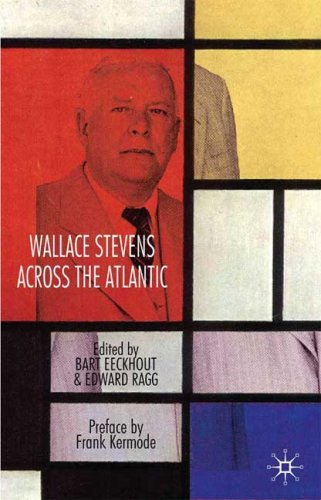 WALLACE STEVENS
ACROSS THE ATLANTIC
Edited by
BART EECKHOUT
& EDWARD RAGG
Preface by
Frank Kermode